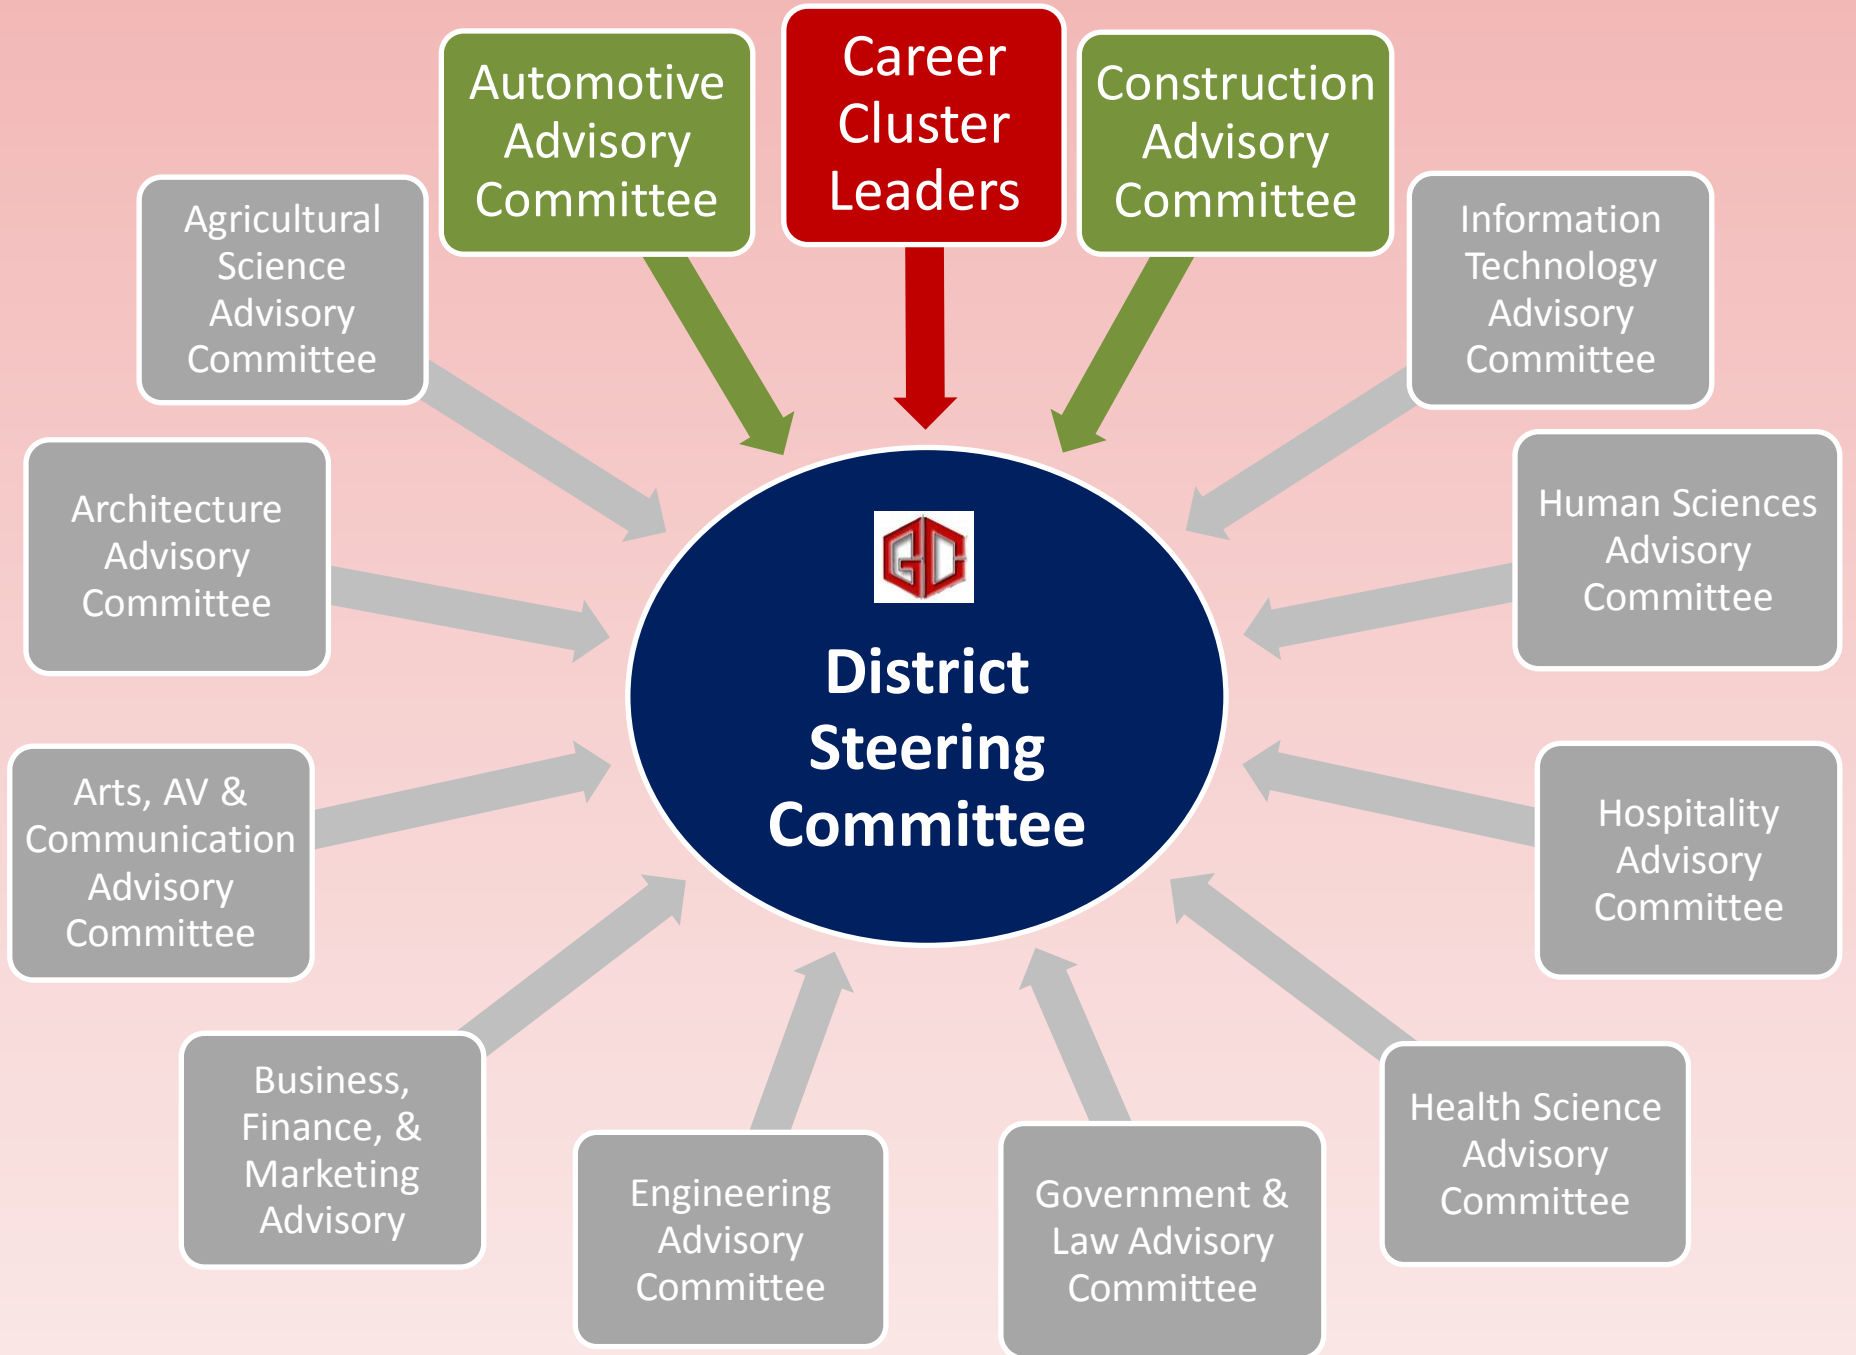 Automotive
Advisory
Committee
Career
Cluster
Leaders
Construction
Advisory
Committee
Agricultural
Science
Advisory
Committee
Information
Technology
Advisory
Committee
Architecture
Advisory
Committee
Human Sciences
Advisory
Committee
GC
District
Steering
Committee
Arts, AV &
Communication
Advisory
Committee
Hospitality
Advisory
Committee
Business,
Finance, &
Marketing
Advisory
Engineering
Advisory
Committee
Government &
Law Advisory
Committee
Health Science
Advisory
Committee